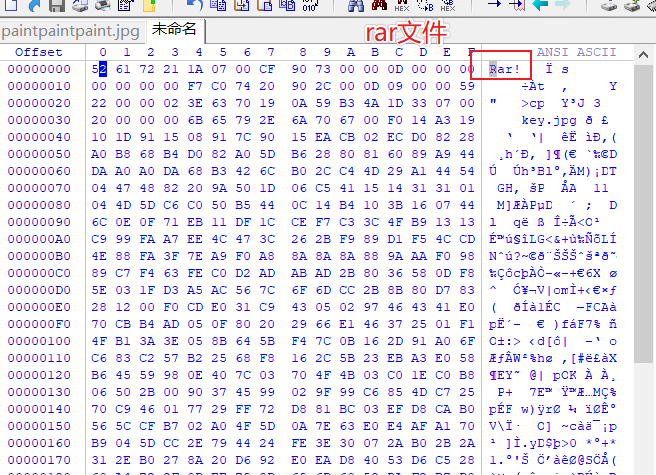 paintpaintpaint.jpg 未命名
rar文件
Offset 0 1 2 3 4 5 6 7 8 9 A B C D E F ANSI ASCII
00000000 52 61 72 21 1A 07 00 CF 90 73 00 00 0D 00 00 00 Rar! Ï s
00000010 00 00 00 00 F7 C0 74 20 90 2C 00 0D 09 00 00 59 ÷Àt , Y
00000020 22 00 00 02 3E 63 70 19 0A 59 B3 4A 1D 33 07 00 " >cp Y³J 3
00000030 20 00 00 00 6B 65 79 2E 6A 70 67 00 F0 14 A3 19 key.jpg ð £
00000040 10 1D 91 15 08 91 7C 90 15 EA CB 02 EC D0 82 28 ‘ ‘| êË ìÐ‚(
00000050 A0 B8 68 B4 D0 82 A0 5D B6 28 80 81 60 89 A9 44 ¸h´Ð‚ ]¶(€ `‰©D
00000060 DA A0 A0 DA 68 B3 42 6C B0 2C C4 4D 29 A1 44 54 Ú Úh³Bl°,ÄM)¡DT
00000070 04 47 48 82 20 9A 50 1D 06 C5 41 15 14 31 31 01 GH‚ šP ÅA 11
00000080 04 4D 5D C6 C0 50 B5 44 0C 14 B4 10 3B 16 07 44 M]ÆÀPµD ´ ; D
00000090 6C 0E 0F 71 EB 11 DF 1C CE F7 C3 3C 4F B9 13 13 l që ß Î÷Ã<O¹
000000A0 C9 99 FA A7 EE 4C 47 3C 26 2B F9 89 D1 F5 4C CD É™ú§îLG<&+ù‰ÑõLÍ
000000B0 4E 88 FA 3F 7E A9 F0 A8 8A 8A 8A 88 9A AA F0 98 Nˆú?~©ð¨ŠŠŠˆšªð˜
000000C0 89 C7 F4 63 FE C0 D2 AD AB AD 2B 80 36 58 0D F8 ‰ÇôcþÀÒ-«-+€6X ø
000000D0 5E 03 1F D3 A5 AC 56 7C 6F 6D CC 2B 8B 80 D7 83 ^ Ó¥¬V|omÌ+‹€×ƒ
000000E0 28 12 00 F0 CD E0 31 C9 43 05 02 97 46 43 41 E0
000000F0 70 CB B4 AD 05 0F 80 20 29 66 E1 46 37 25 01 F1 pË´- € )fáF7% ñ
00000100 4F B1 3A 3E 05 8B 64 5B F4 7C 0B 16 2D 91 A0 6F
00000110 C6 83 C2 57 B2 25 68 F8 16 2C 5B 23 EB A3 E0 58 ÆƒÂW²%hø ,[#ë£àX
00000120 B6 45 59 98 0E 40 7C 03 70 4F 4B 03 C0 1E C0 B8 ¶EY˜ @| pOK À À¸
00000130 06 50 2B 00 90 37 45 99 02 9F 99 C6 85 4D C7 25
00000140 70 C9 46 01 77 29 FF 72 D8 81 BC 03 EF D8 CA B0 pÉF w)ÿrØ ¼ ïØÊ°
00000150 56 5C CF B7 02 A0 4F 5D 0A 7E 63 E0 E4 AF A1 70 V\Ï· O] ~càä¯¡p
00000160 B9 04 5D CC 2E 79 44 24 FE 3E 30 07 2A B0 2B 2A ¹ ]Ì.yD$þ>0 *°+*
00000170 31 2E B0 27 8A 20 D6 92 E0 EA D8 40 53 D6 C5 28